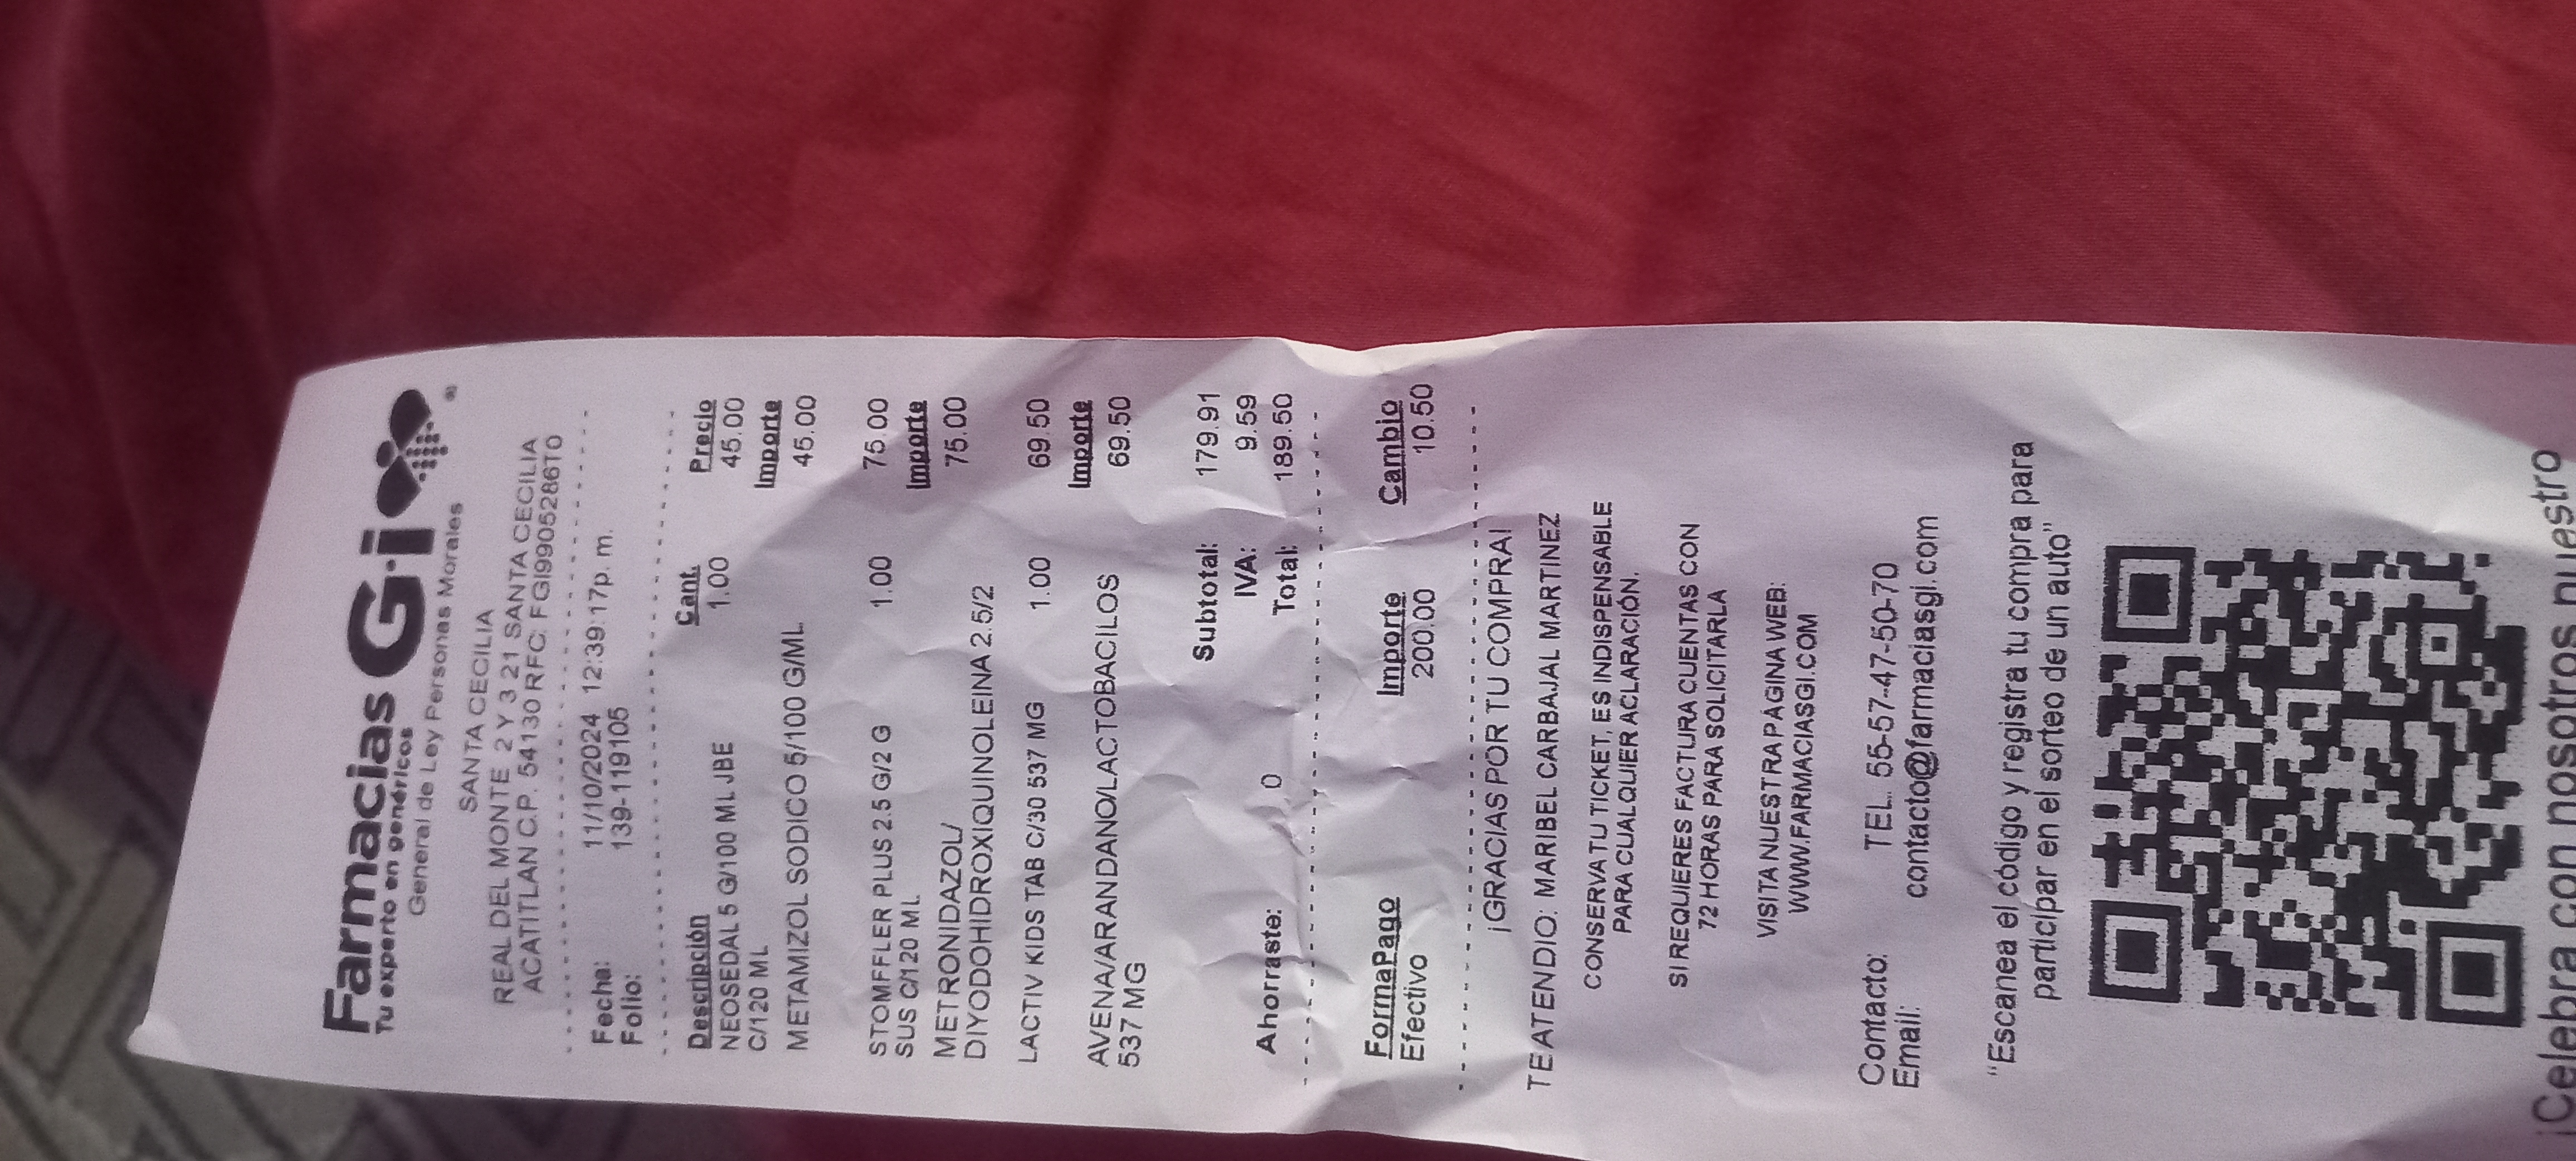 Farmacias G·i
Tu experto en genéricos
General de Ley Personas Morales
SANTA CECILIA
REAL DEL MONTE 2 Y 3 21 SANTA CECILIA
ACATITLAN C.P. 54130 RFC: FGI9905286T0
Fecha: 11/10/2024 12:39:17p. m.
Folio: 139-119105
Descripción Cant. Precio
NEOSEDAL 5 G/100 ML JBE 1.00 45.00
C/120 ML Importe
METAMIZOL SODICO 5/100 G/ML 45.00
STOMFFLER PLUS 2.5 G/2 G 1.00 75.00
SUS C/120 ML Importe
METRONIDAZOL/ 75.00
DIYODOHIDROXIQUINOLEINA 2.5/2
LACTIV KIDS TAB C/30 537 MG 1.00 69.50
Importe
AVENA/ARANDANO/LACTOBACILOS 69.50
537 MG
Subtotal: 179.91
IVA: 9.59
Ahorraste: 0 Total: 189.50
FormaPago Importe Cambio
Efectivo 200.00 10.50
¡GRACIAS POR TU COMPRA!
TE ATENDIO: MARIBEL CARBAJAL MARTINEZ
CONSERVA TU TICKET, ES INDISPENSABLE
PARA CUALQUIER ACLARACIÓN.
SI REQUIERES FACTURA CUENTAS CON
72 HORAS PARA SOLICITARLA
VISITA NUESTRA PÁGINA WEB:
WWW.FARMACIASGI.COM
Contacto: TEL.: 55-57-47-50-70
Email: contacto@farmaciasgi.com
"Escanea el código y registra tu compra para
participar en el sorteo de un auto"
¡Celebra con nosotros nuestro